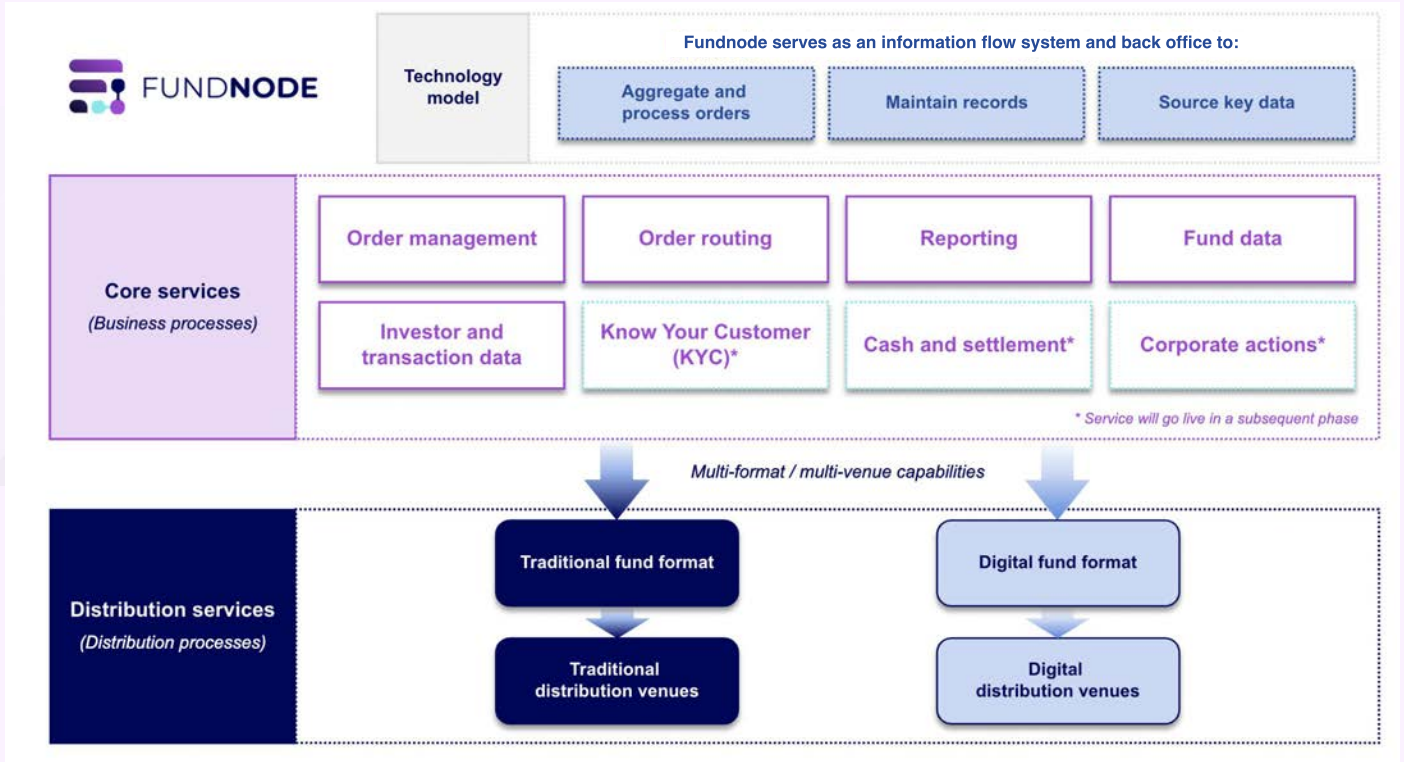 FUNDNODE
Technology
model
Fundnode serves as an information flow system and back office to:
Aggregate and
process orders
Maintain records
Source key data
Core services
(Business processes)
Order management
Order routing
Reporting
Fund data
Investor and
transaction data
Know Your Customer
(KYC)*
Cash and settlement*
Corporate actions*
* Service will go live in a subsequent phase
Multi-format / multi-venue capabilities
Distribution services
(Distribution processes)
Traditional fund format
Digital fund format
Traditional
distribution venues
Digital
distribution venues